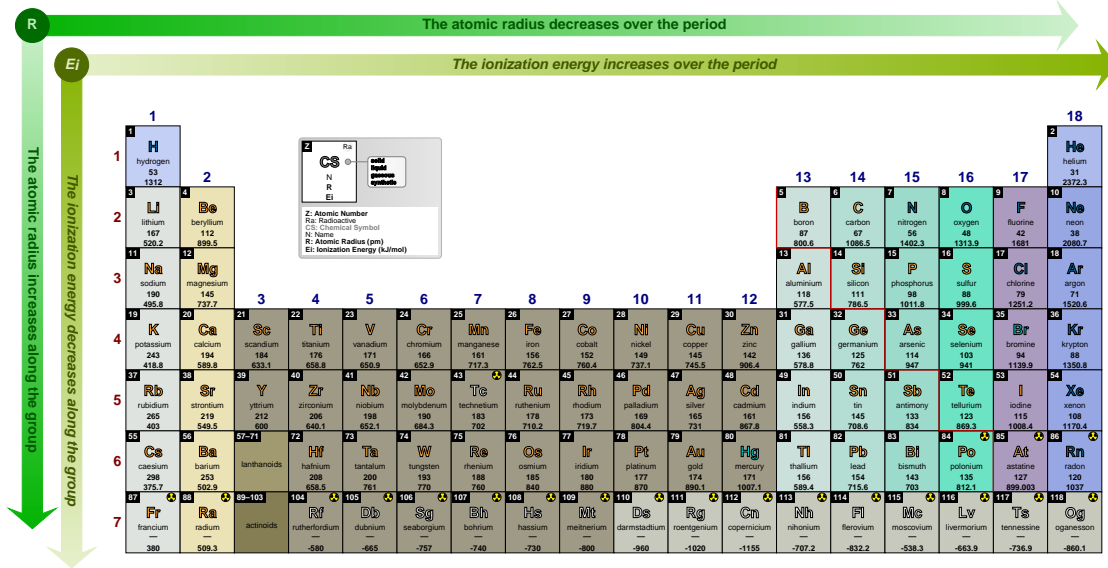 R
The atomic radius decreases over the period
Ei
The ionization energy increases over the period
The atomic radius increases along the group
The ionization energy decreases along the group
1
18
1
H
hydrogen
53
1312
Z
Ra
CS
solid
liquid
gaseous
synthetic
N
R
Ei
Z: Atomic Number
Ra: Radioactive
CS: Chemical Symbol
N: Name
R: Atomic Radius (pm)
Ei: Ionization Energy (kJ/mol)
2
He
helium
31
2372.3
1
2
13
14
15
16
17
3
Li
lithium
167
520.2
4
Be
beryllium
112
899.5
5
B
boron
87
800.6
6
C
carbon
67
1086.5
7
N
nitrogen
56
1402.3
8
O
oxygen
48
1313.9
9
F
fluorine
42
1681
10
Ne
neon
38
2080.7
2
11
Na
sodium
190
495.8
12
Mg
magnesium
145
737.7
13
Al
aluminium
118
577.5
14
Si
silicon
111
786.5
15
P
phosphorus
98
1011.8
16
S
sulfur
88
999.6
17
Cl
chlorine
79
1251.2
18
Ar
argon
71
1520.6
3
3
4
5
6
7
8
9
10
11
12
19
K
potassium
243
418.8
20
Ca
calcium
194
589.8
21
Sc
scandium
184
633.1
22
Ti
titanium
176
658.8
23
V
vanadium
171
650.9
24
Cr
chromium
166
652.9
25
Mn
manganese
161
717.3
26
Fe
iron
156
762.5
27
Co
cobalt
152
760.4
28
Ni
nickel
149
737.1
29
Cu
copper
145
745.5
30
Zn
zinc
142
906.4
31
Ga
gallium
136
578.8
32
Ge
germanium
125
762
33
As
arsenic
114
947
34
Se
selenium
103
941
35
Br
bromine
94
1139.9
36
Kr
krypton
88
1350.8
4
37
Rb
rubidium
265
403
38
Sr
strontium
219
549.5
39
Y
yttrium
212
600
40
Zr
zirconium
206
640.1
41
Nb
niobium
198
652.1
42
Mo
molybdenum
190
684.3
43
Tc
technetium
183
702
44
Ru
ruthenium
178
710.2
45
Rh
rhodium
173
719.7
46
Pd
palladium
169
804.4
47
Ag
silver
165
731
48
Cd
cadmium
161
867.8
49
In
indium
156
558.3
50
Sn
tin
145
708.6
51
Sb
antimony
133
834
52
Te
tellurium
123
869.3
53
I
iodine
115
1008.4
54
Xe
xenon
108
1170.4
5
55
Cs
caesium
298
375.7
56
Ba
barium
253
502.9
57–71
lanthanoids
72
Hf
hafnium
208
658.5
73
Ta
tantalum
200
761
74
W
tungsten
193
770
75
Re
rhenium
188
760
76
Os
osmium
185
840
77
Ir
iridium
180
880
78
Pt
platinum
177
870
79
Au
gold
174
890.1
80
Hg
mercury
171
1007.1
81
Tl
thallium
156
589.4
82
Pb
lead
154
715.6
83
Bi
bismuth
143
703
84
Po
polonium
135
812.1
85
At
astatine
127
899.003
86
Rn
radon
120
1037
6
87
Fr
francium
—
380
88
Ra
radium
—
509.3
89–103
actinoids
104
Rf
rutherfordium
—
-580
105
Db
dubnium
—
-665
106
Sg
seaborgium
—
-757
107
Bh
bohrium
—
-740
108
Hs
hassium
—
-730
109
Mt
meitnerium
—
-800
110
Ds
darmstadtium
—
-960
111
Rg
roentgenium
—
-1020
112
Cn
copernicium
—
-1155
113
Nh
nihonium
—
-707.2
114
Fl
flerovium
—
-832.2
115
Mc
moscovium
—
-538.3
116
Lv
livermorium
—
-663.9
117
Ts
tennessine
—
-736.9
118
Og
oganesson
—
-860.1
7